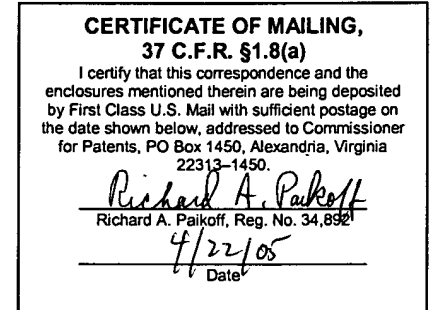 CERTIFICATE OF MAILING,
37 C.F.R. §1.8(a)
I certify that this correspondence and the
enclosures mentioned therein are being deposited
by First Class U.S. Mail with sufficient postage on
the date shown below, addressed to Commissioner
for Patents, PO Box 1450, Alexandria, Virginia
22313–1450.
Richard A. Paikoff
Richard A. Paikoff, Reg. No. 34,892
4/22/05
Date